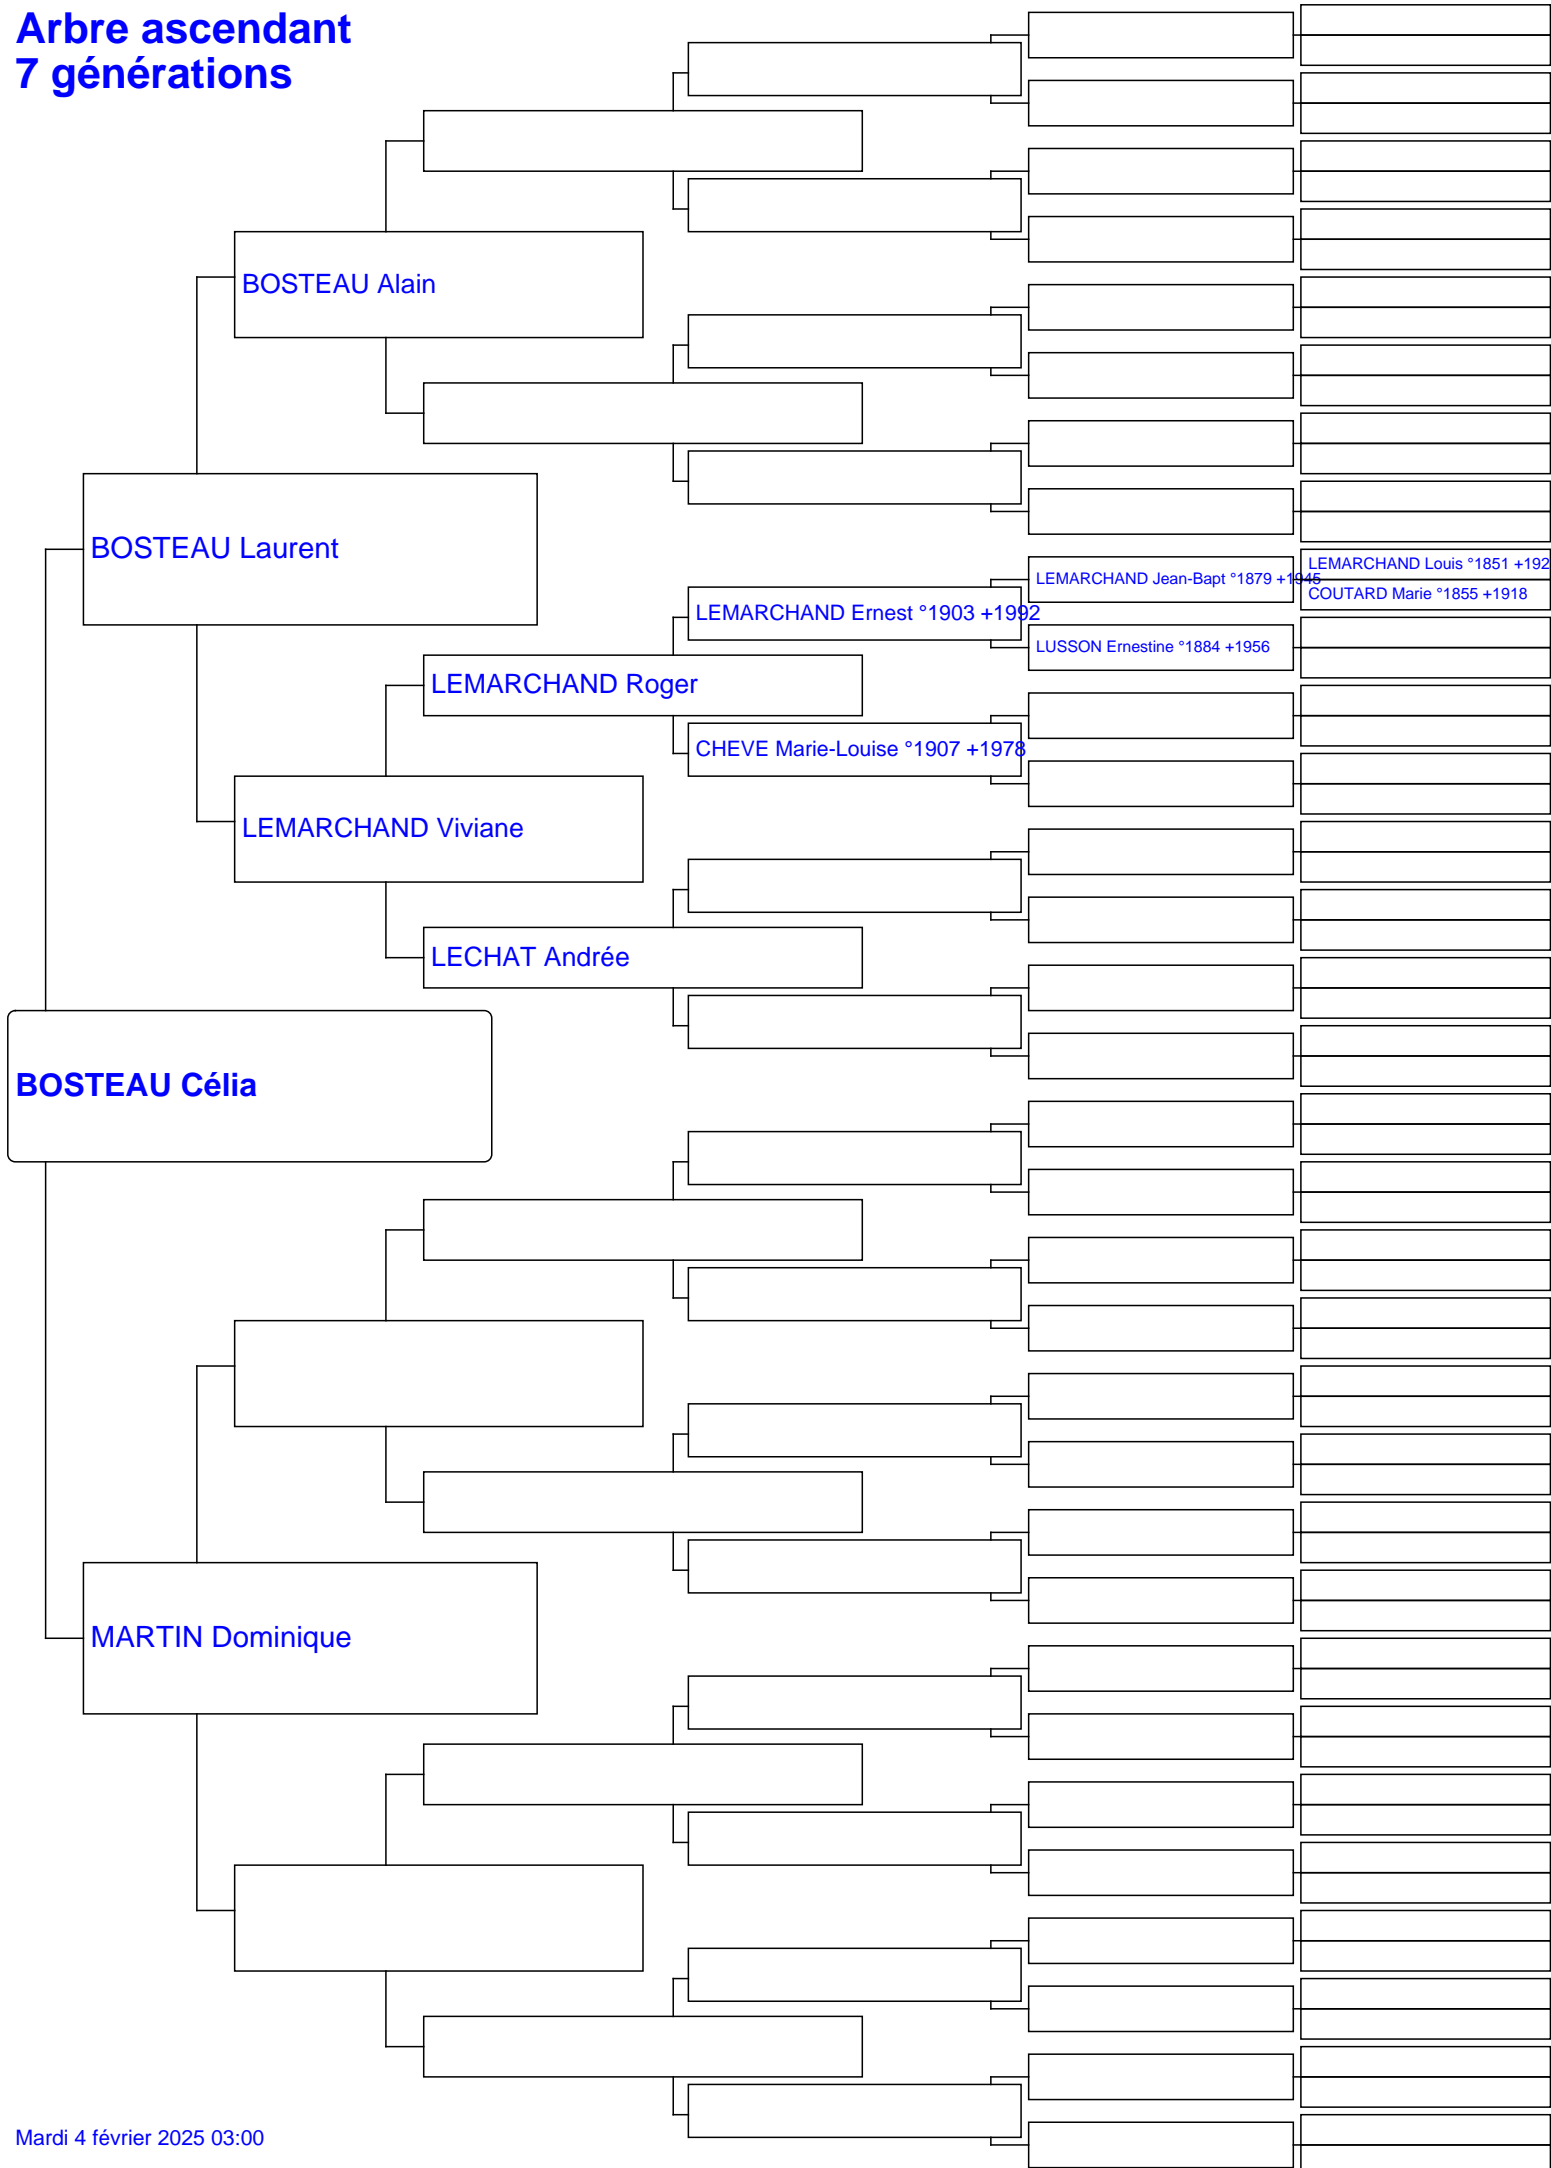 Arbre ascendant
7 générations
BOSTEAU Alain
BOSTEAU Laurent
LEMARCHAND Louis °1851 +192
LEMARCHAND Jean-Bapt °1879 +1945
COUTARD Marie °1855 +1918
LEMARCHAND Ernest °1903 +1992
LUSSON Ernestine °1884 +1956
LEMARCHAND Roger
CHEVE Marie-Louise °1907 +1978
LEMARCHAND Viviane
LECHAT Andrée
BOSTEAU Célia
MARTIN Dominique
Mardi 4 février 2025 03:00